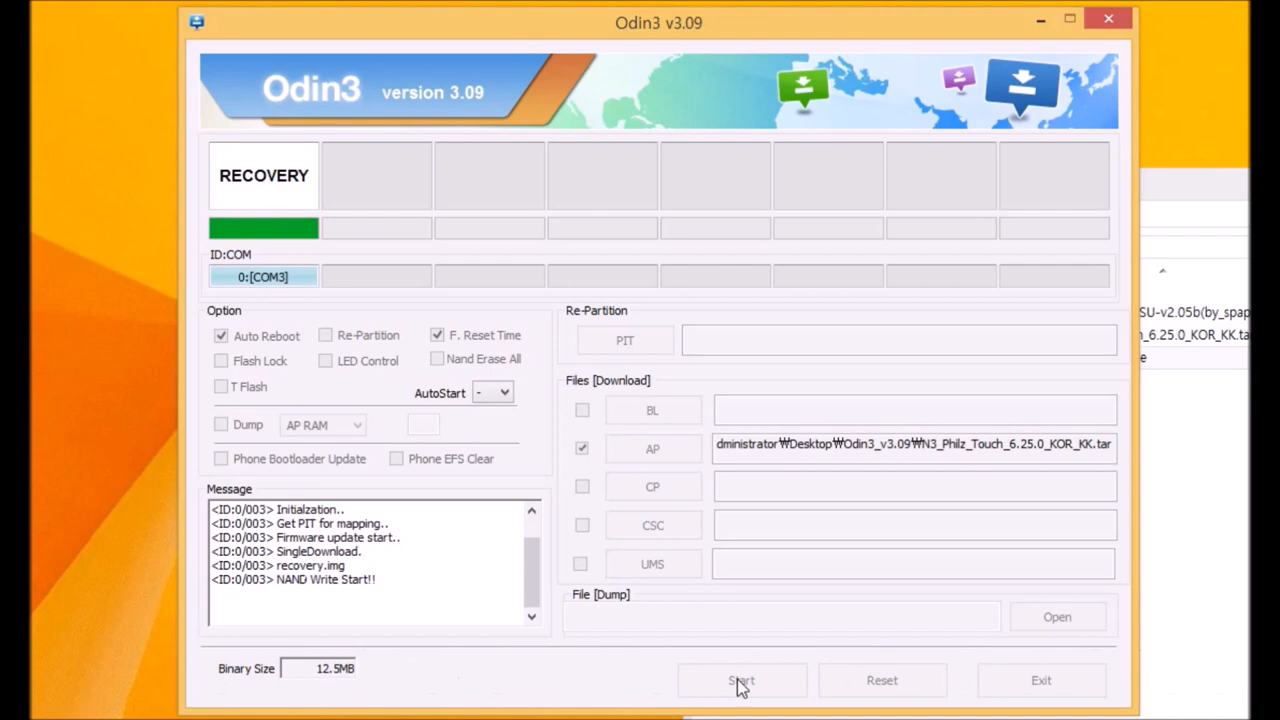 Odin3 v3.09
Odin3 version 3.09
RECOVERY
ID:COM
0:[COM3]
Option
Auto Reboot
Re-Partition
F. Reset Time
Flash Lock
LED Control
Nand Erase All
T Flash
AutoStart -
Dump
AP RAM
Phone Bootloader Update
Phone EFS Clear
Message
<ID:0/003> Initialzation..
<ID:0/003> Get PIT for mapping..
<ID:0/003> Firmware update start..
<ID:0/003> SingleDownload.
<ID:0/003> recovery.img
<ID:0/003> NAND Write Start!!
Binary Size 12.5MB
Re-Partition
PIT
Files [Download]
BL
AP dministrator₩Desktop₩Odin3_v3.09₩N3_Philz_Touch_6.25.0_KOR_KK.tar
CP
CSC
UMS
File [Dump]
Open
Start
Reset
Exit
SU-v2.05b(by_spap
h_6.25.0_KOR_KK.ta
e